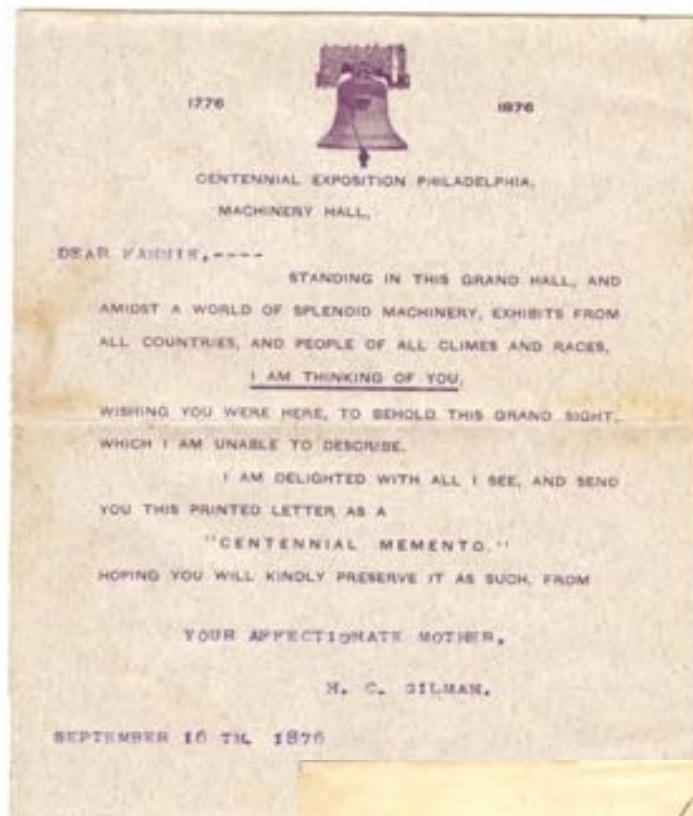 1776 1876
CENTENNIAL EXPOSITION PHILADELPHIA,
MACHINERY HALL,
DEAR FANNIE,----
STANDING IN THIS GRAND HALL, AND
AMIDST A WORLD OF SPLENDID MACHINERY, EXHIBITS FROM
ALL COUNTRIES, AND PEOPLE OF ALL CLIMES AND RACES,
I AM THINKING OF YOU,
WISHING YOU WERE HERE, TO BEHOLD THIS GRAND SIGHT,
WHICH I AM UNABLE TO DESCRIBE.
I AM DELIGHTED WITH ALL I SEE, AND SEND
YOU THIS PRINTED LETTER AS A
"CENTENNIAL MEMENTO."
HOPING YOU WILL KINDLY PRESERVE IT AS SUCH, FROM
YOUR AFFECTIONATE MOTHER,
H. C. GILMAN.
SEPTEMBER 16 TH. 1876